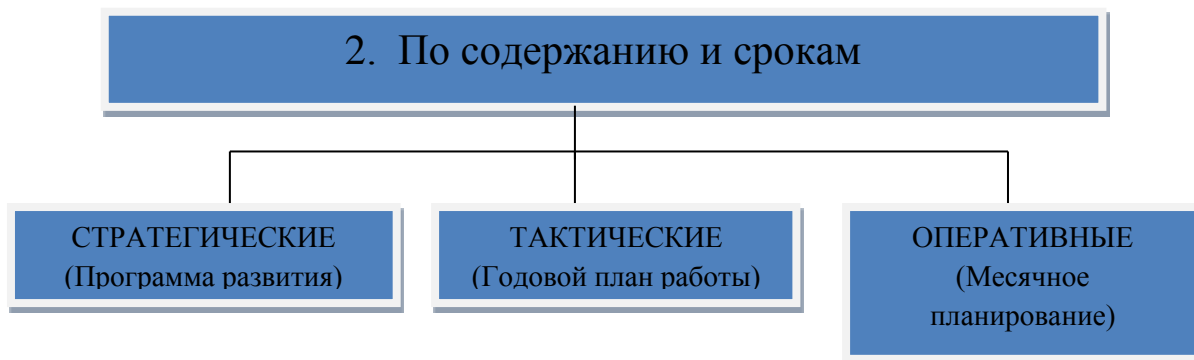 2. По содержанию и срокам
СТРАТЕГИЧЕСКИЕ
(Программа развития)
ТАКТИЧЕСКИЕ
(Годовой план работы)
ОПЕРАТИВНЫЕ
(Месячное
планирование)